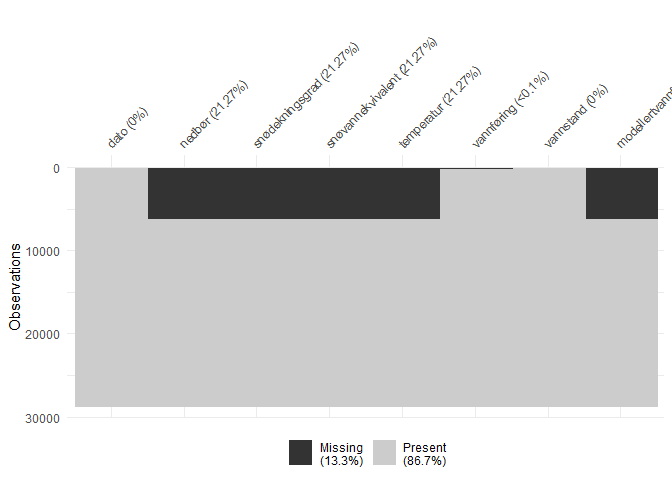 dato (0%)
nedbør (21.27%)
snødekningsgrad (21.27%)
snøvannekvivalent (21.27%)
temperatur (21.27%)
vannføring (<0.1%)
vannstand (0%)
0
10000
20000
30000
Observations
Missing
(13.3%)
Present
(86.7%)